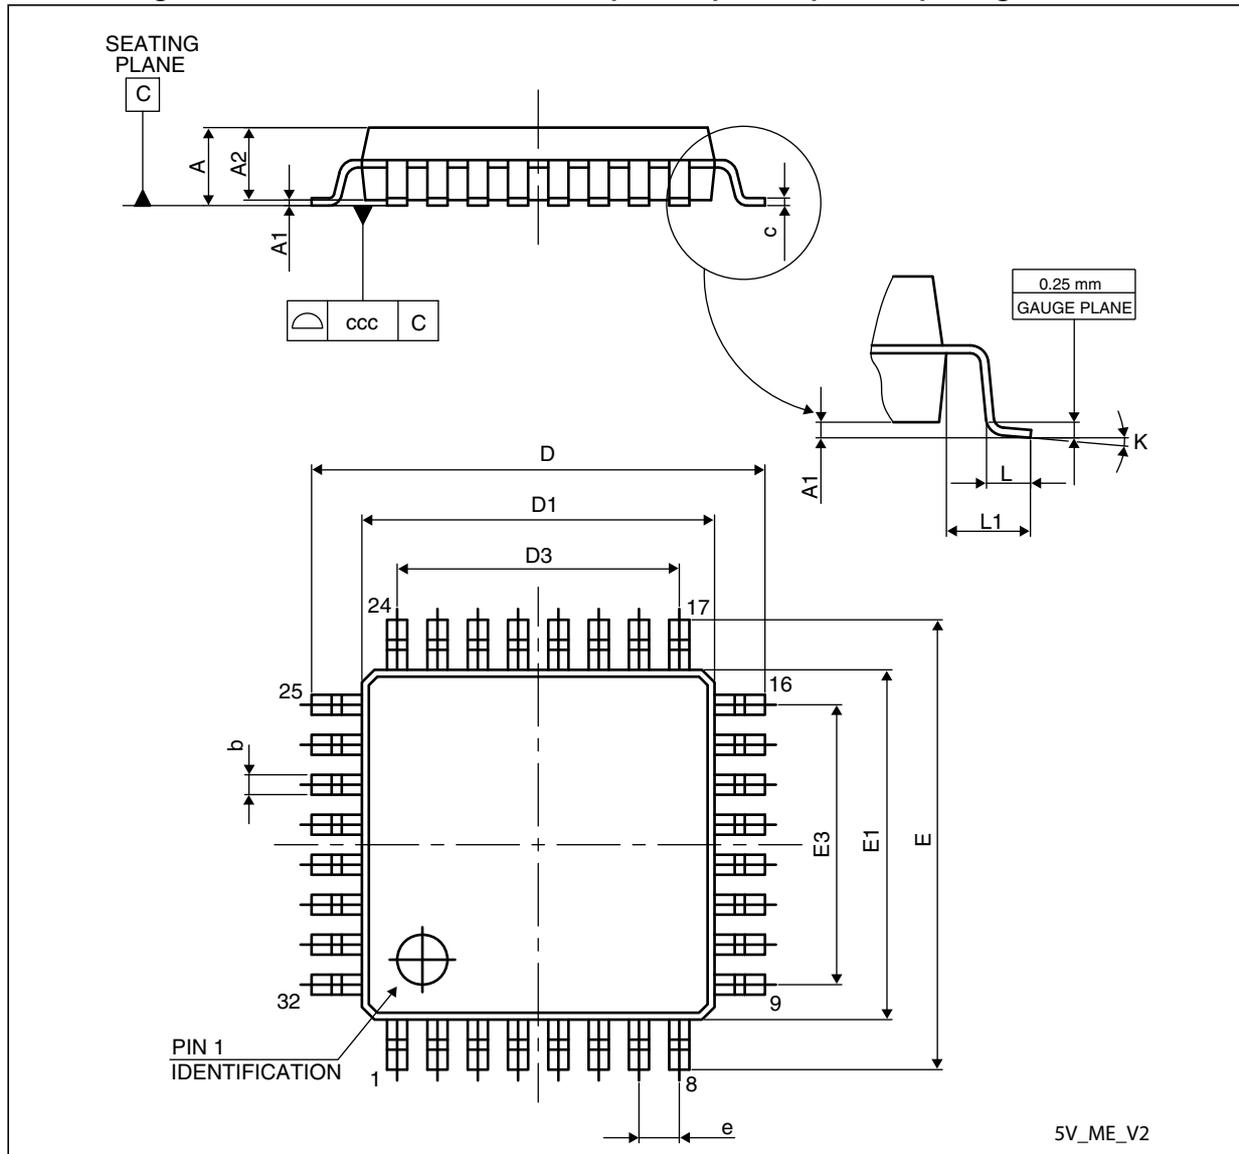 SEATING
PLANE
C
A
A2
A1
c
ccc
C
0.25 mm
GAUGE PLANE
K
A1
L
L1
D
D1
D3
24
17
25
16
b
E3
E1
E
32
9
PIN 1
IDENTIFICATION
1
8
e
5V_ME_V2